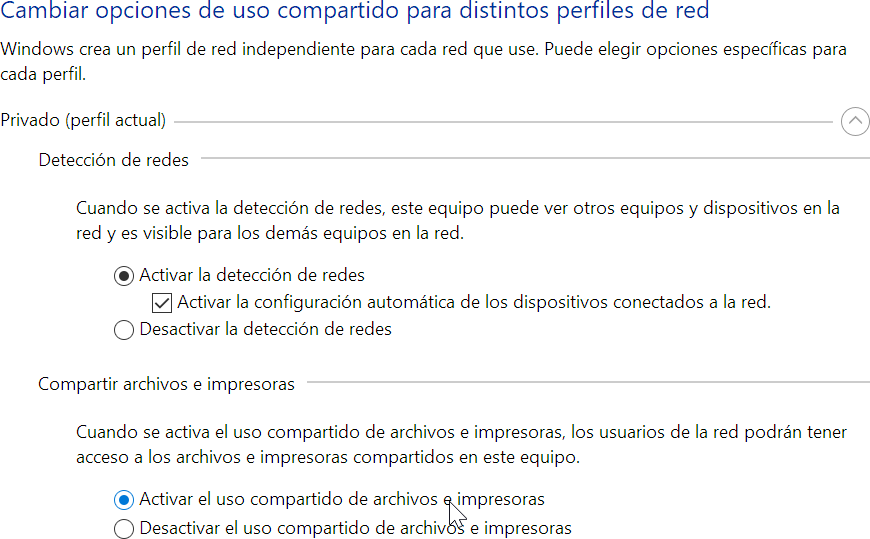 Cambiar opciones de uso compartido para distintos perfiles de red
Windows crea un perfil de red independiente para cada red que use. Puede elegir opciones específicas para
cada perfil.
Privado (perfil actual)
Detección de redes
Cuando se activa la detección de redes, este equipo puede ver otros equipos y dispositivos en la
red y es visible para los demás equipos en la red.
Activar la detección de redes
Activar la configuración automática de los dispositivos conectados a la red.
Desactivar la detección de redes
Compartir archivos e impresoras
Cuando se activa el uso compartido de archivos e impresoras, los usuarios de la red podrán tener
acceso a los archivos e impresoras compartidos en este equipo.
Activar el uso compartido de archivos e impresoras
Desactivar el uso compartido de archivos e impresoras